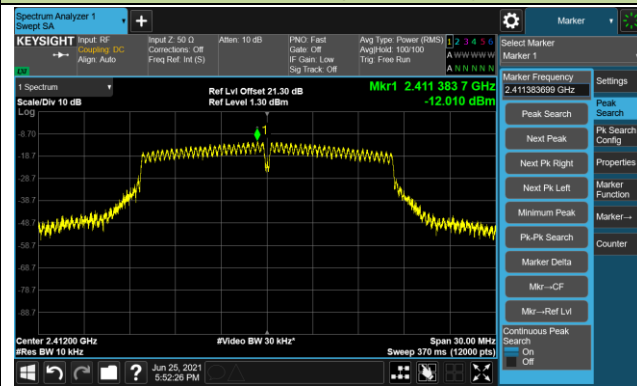 Spectrum Analyzer 1
Swept SA
Marker
KEYSIGHT
Input: RF
Coupling: DC
Align: Auto
Input Z: 50 Ω
Corrections: Off
Freq Ref: Int (S)
Atten: 10 dB
PNO: Fast
Gate: Off
IF Gain: Low
Sig Track: Off
Avg Type: Power (RMS)
Avg|Hold: 100/100
Trig: Free Run
1 2 3 4 5 6
A W W W W W
A N N N N N
LXI
Select Marker
Marker 1
1 Spectrum
Scale/Div 10 dB
Log
Ref Lvl Offset 21.30 dB
Ref Level 1.30 dBm
Mkr1 2.411 383 7 GHz
-12.010 dBm
1
-8.70
-18.7
-28.7
-38.7
-48.7
-58.7
-68.7
-78.7
-88.7
Center 2.41200 GHz
#Res BW 10 kHz
#Video BW 30 kHz*
Span 30.00 MHz
Sweep 370 ms (12000 pts)
Marker Frequency
2.411383699 GHz
Peak Search
Next Peak
Next Pk Right
Next Pk Left
Minimum Peak
Pk-Pk Search
Marker Delta
Mkr→CF
Mkr→Ref Lvl
Continuous Peak
Search
On
Off
Settings
Peak
Search
Pk Search
Config
Properties
Marker
Function
Marker→
Counter
Jun 25, 2021
5:52:26 PM